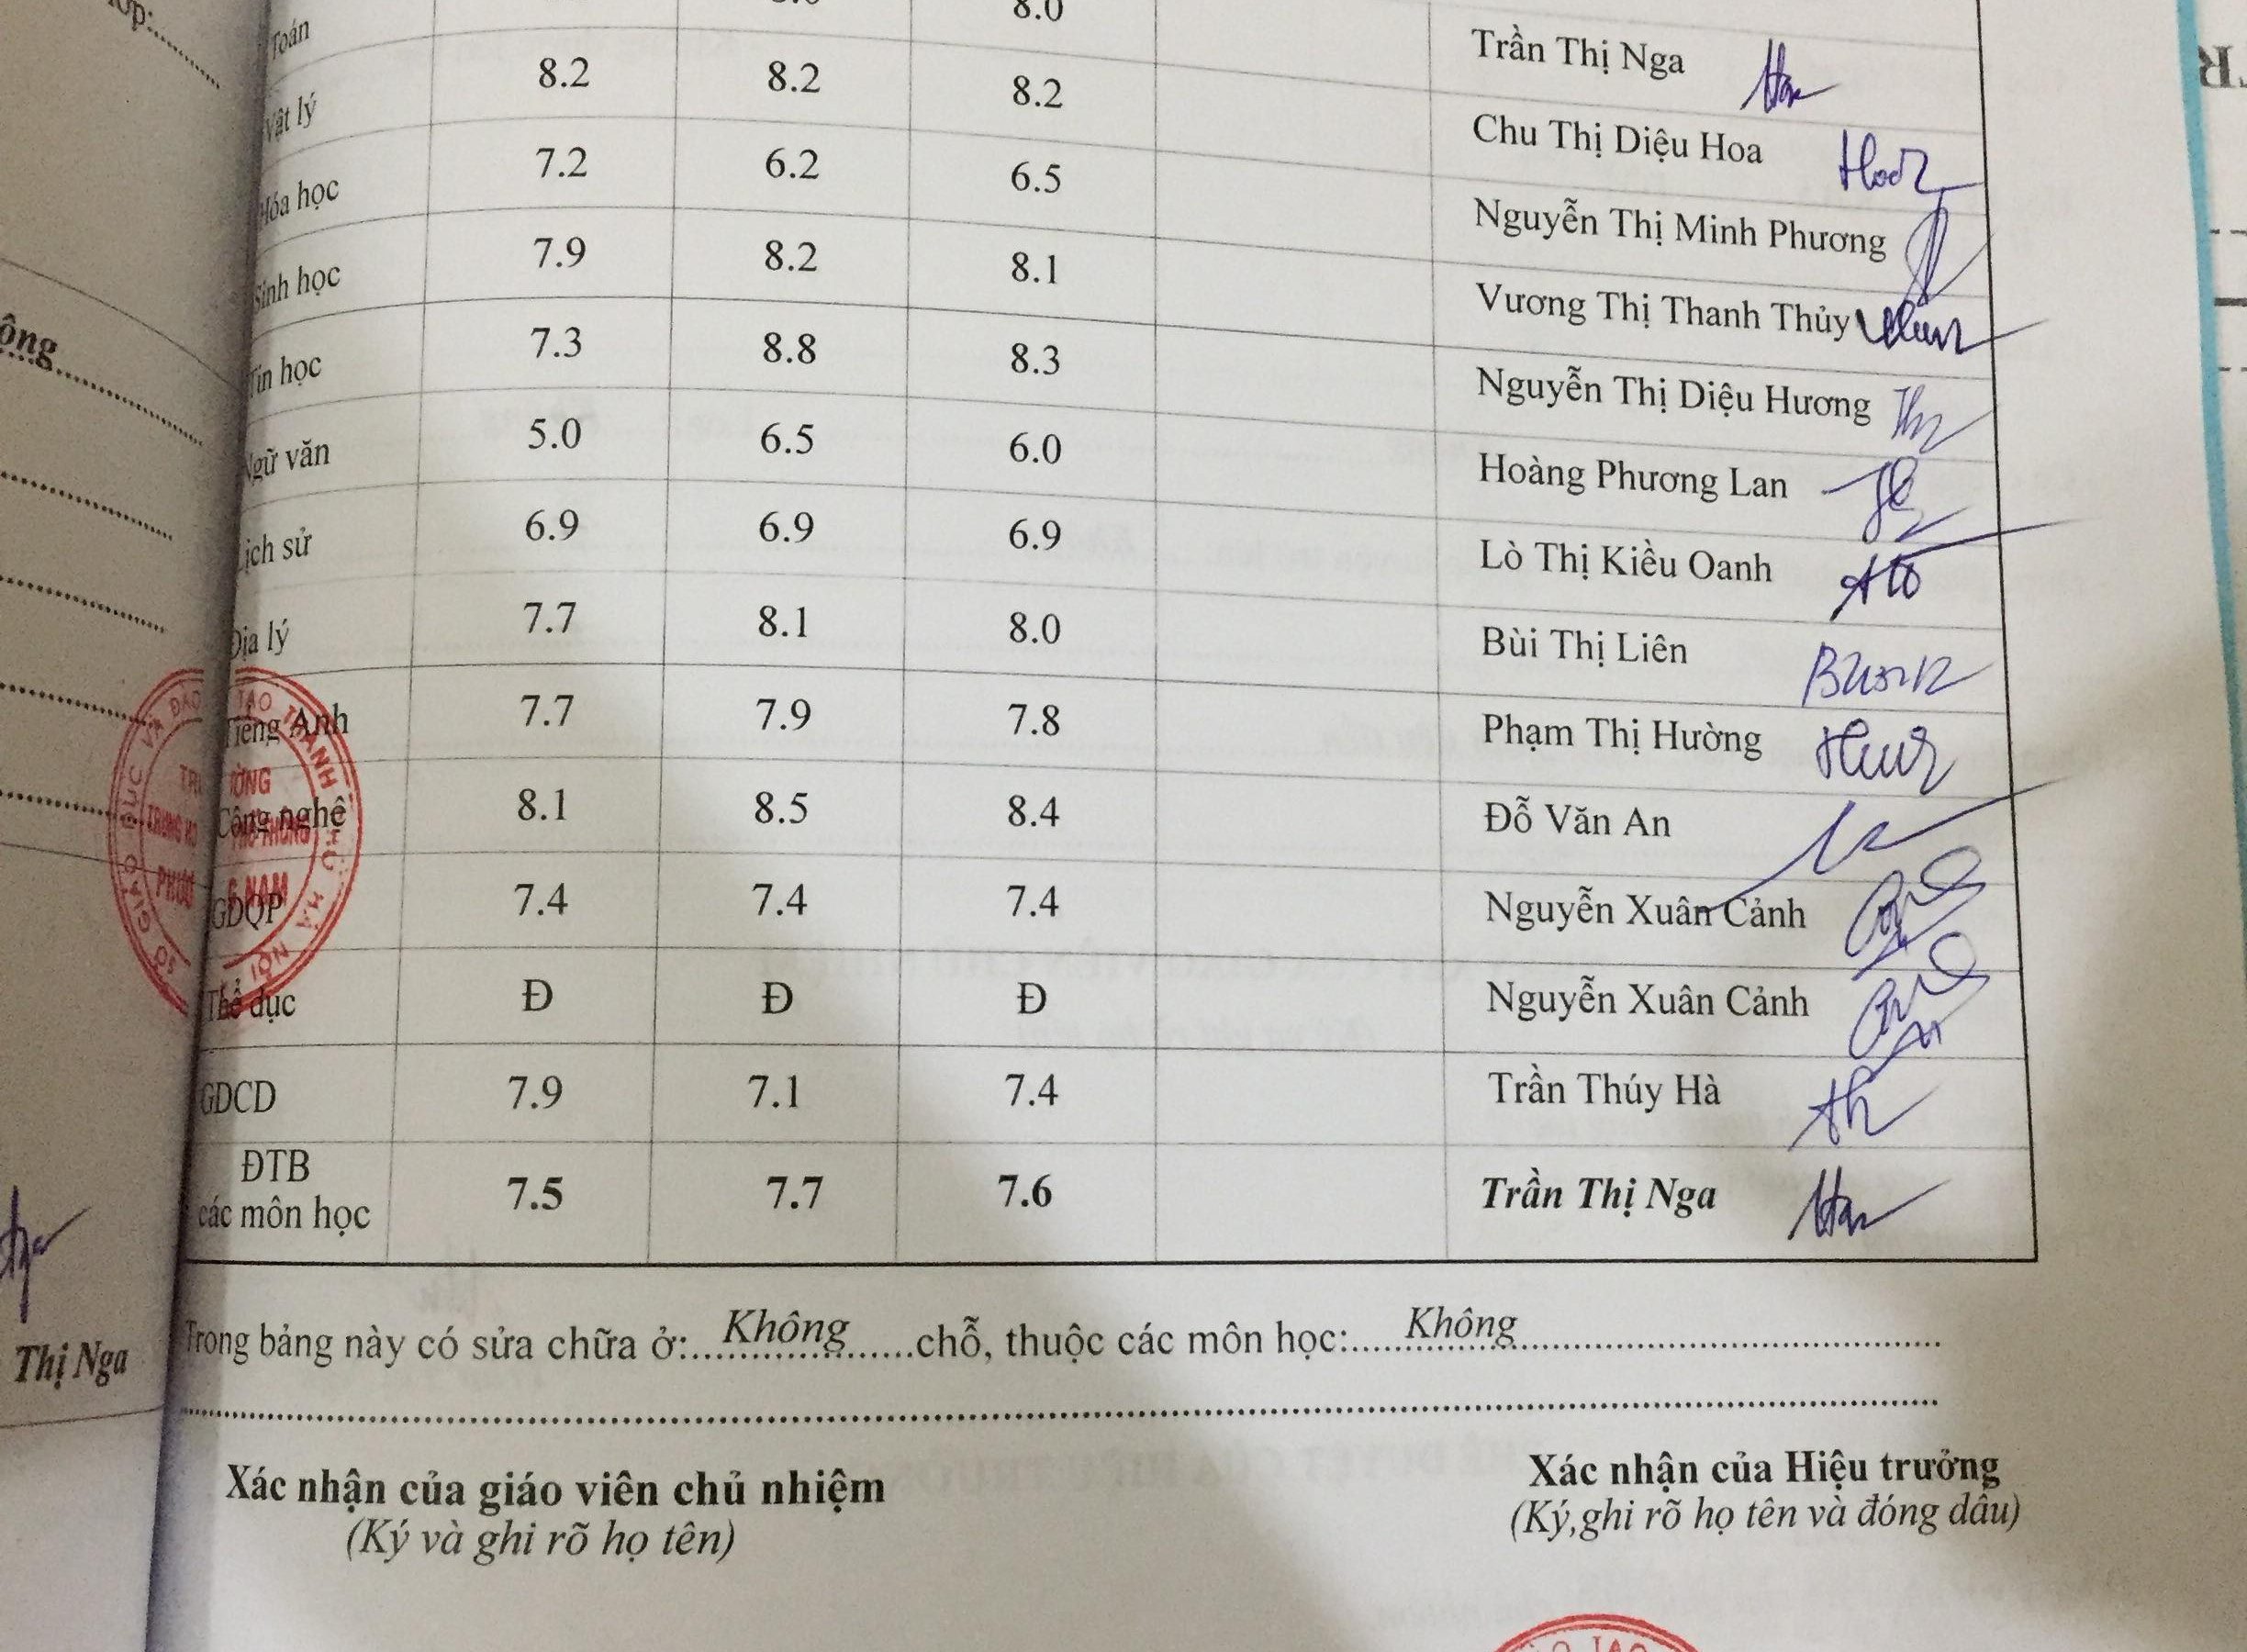 Toán 8.0 Trần Thị Nga
Vật lý 8.2 8.2 8.2 Chu Thị Diệu Hoa
Hóa học 7.2 6.2 6.5 Nguyễn Thị Minh Phương
Sinh học 7.9 8.2 8.1 Vương Thị Thanh Thủy
Tin học 7.3 8.8 8.3 Nguyễn Thị Diệu Hương
Ngữ văn 5.0 6.5 6.0 Hoàng Phương Lan
Lịch sử 6.9 6.9 6.9 Lò Thị Kiều Oanh
Địa lý 7.7 8.1 8.0 Bùi Thị Liên
Tiếng Anh 7.7 7.9 7.8 Phạm Thị Hường
Công nghệ 8.1 8.5 8.4 Đỗ Văn An
GDQP 7.4 7.4 7.4 Nguyễn Xuân Cảnh
Thể dục Đ Đ Đ Nguyễn Xuân Cảnh
GDCD 7.9 7.1 7.4 Trần Thúy Hà
ĐTB
các môn học 7.5 7.7 7.6 Trần Thị Nga
Thị Nga
Trong bảng này có sửa chữa ở:.....Không.....chỗ, thuộc các môn học:.....Không.....
Xác nhận của giáo viên chủ nhiệm
(Ký và ghi rõ họ tên)
Xác nhận của Hiệu trưởng
(Ký,ghi rõ họ tên và đóng dấu)